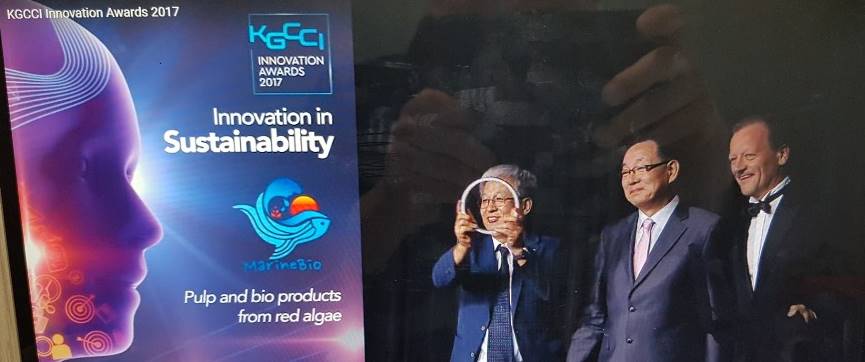 KGCCI Innovation Awards 2017
KGCCI
INNOVATION
AWARDS
2017
Innovation in
Sustainability
MarineBio
Pulp and bio products
from red algae